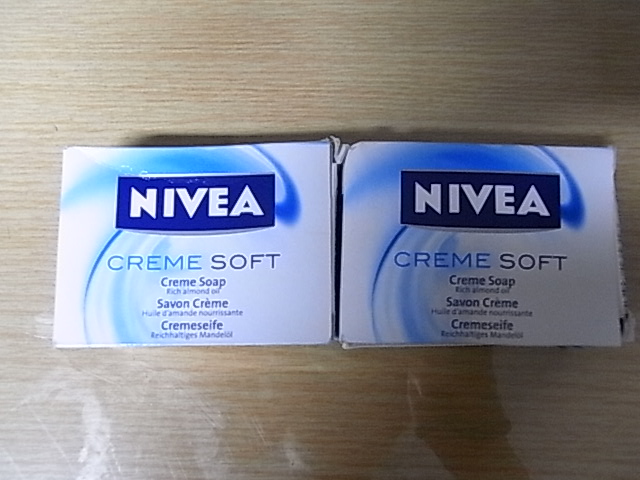 NIVEA
CREME SOFT
Creme Soap
Rich almond oil
Savon Crème
Huile d'amande nourrissante
Cremeseife
Reichhaltiges Mandelöl
NIVEA
CREME SOFT
Creme Soap
Rich almond oil
Savon Crème
Huile d'amande nourrissante
Cremeseife
Reichhaltiges Mandelöl